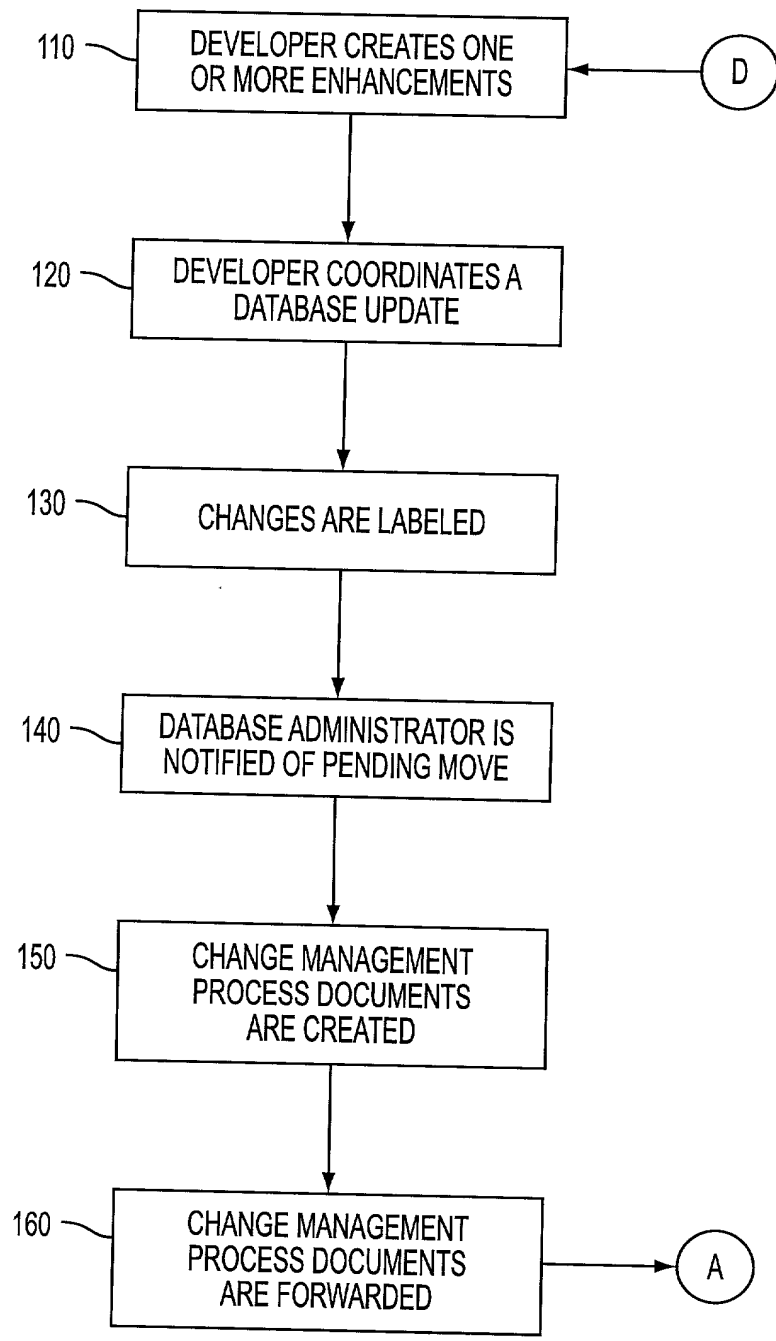 110
DEVELOPER CREATES ONE
OR MORE ENHANCEMENTS
D
120
DEVELOPER COORDINATES A
DATABASE UPDATE
130
CHANGES ARE LABELED
140
DATABASE ADMINISTRATOR IS
NOTIFIED OF PENDING MOVE
150
CHANGE MANAGEMENT
PROCESS DOCUMENTS
ARE CREATED
160
CHANGE MANAGEMENT
PROCESS DOCUMENTS
ARE FORWARDED
A